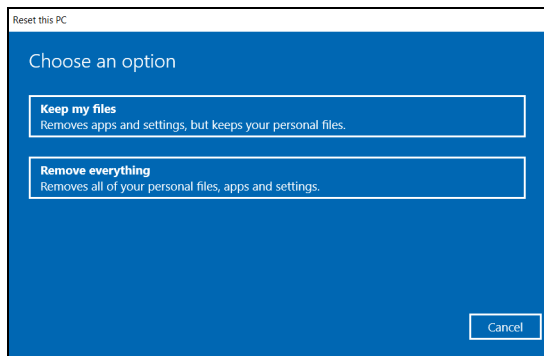 Reset this PC
Choose an option
Keep my files
Removes apps and settings, but keeps your personal files.
Remove everything
Removes all of your personal files, apps and settings.
Cancel